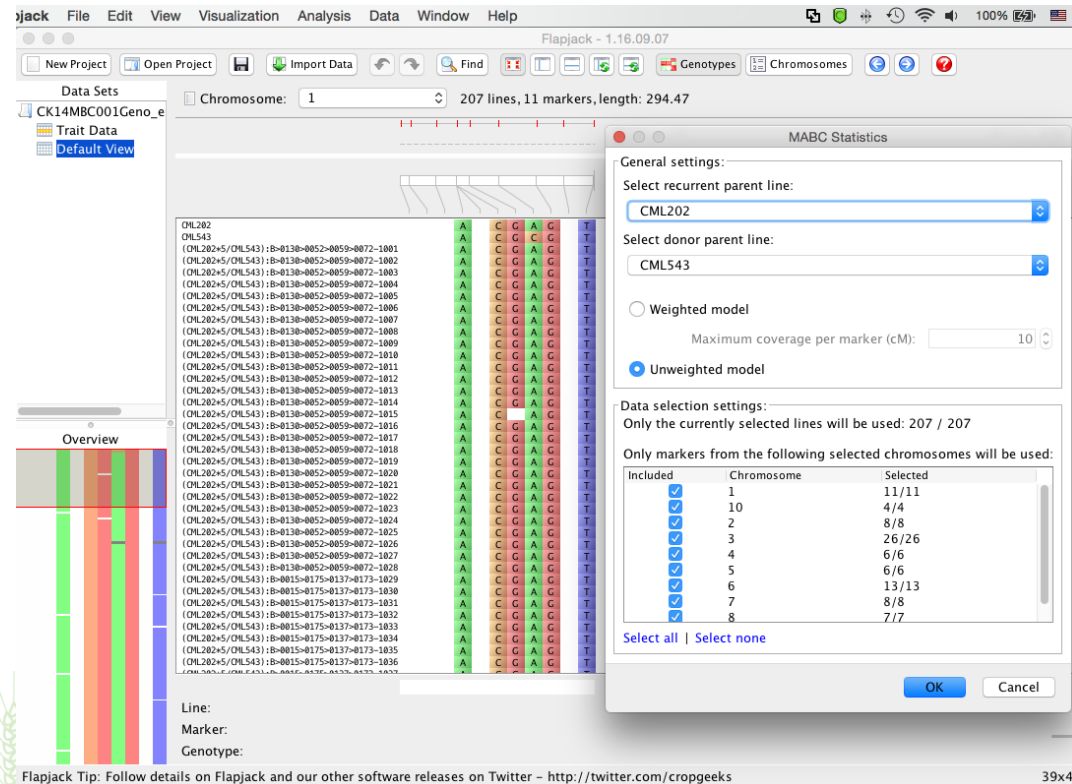 ojack File Edit View Visualization Analysis Data Window Help 100%
Flapjack - 1.16.09.07
New Project Open Project Import Data Find Genotypes Chromosomes
Data Sets
CK14MBC001Geno_e
Trait Data
Default View
Chromosome: 1 207 lines, 11 markers, length: 294.47
CML202 A C G A G T
CML543 A C G C G T
(CML202*5/CML543):B>0130>0052>0059>0072-1001 A C G A G T
(CML202*5/CML543):B>0130>0052>0059>0072-1002 A C G A G T
(CML202*5/CML543):B>0130>0052>0059>0072-1003 A C G A G T
(CML202*5/CML543):B>0130>0052>0059>0072-1004 A C G A G T
(CML202*5/CML543):B>0130>0052>0059>0072-1005 A C G A G T
(CML202*5/CML543):B>0130>0052>0059>0072-1006 A C G A G T
(CML202*5/CML543):B>0130>0052>0059>0072-1007 A C G A G T
(CML202*5/CML543):B>0130>0052>0059>0072-1008 A C G A G T
(CML202*5/CML543):B>0130>0052>0059>0072-1009 A C G A G T
(CML202*5/CML543):B>0130>0052>0059>0072-1010 A C G A G T
(CML202*5/CML543):B>0130>0052>0059>0072-1011 A C G A G T
(CML202*5/CML543):B>0130>0052>0059>0072-1012 A C G A G T
(CML202*5/CML543):B>0130>0052>0059>0072-1013 A C G A G T
(CML202*5/CML543):B>0130>0052>0059>0072-1014 A C G A G T
(CML202*5/CML543):B>0130>0052>0059>0072-1015 A C A G T
(CML202*5/CML543):B>0130>0052>0059>0072-1016 A C G A G T
(CML202*5/CML543):B>0130>0052>0059>0072-1017 A C G A G T
(CML202*5/CML543):B>0130>0052>0059>0072-1018 A C G A G T
(CML202*5/CML543):B>0130>0052>0059>0072-1019 A C G A G T
(CML202*5/CML543):B>0130>0052>0059>0072-1020 A C G A G T
(CML202*5/CML543):B>0130>0052>0059>0072-1021 A C G A G T
(CML202*5/CML543):B>0130>0052>0059>0072-1022 A C G A G T
(CML202*5/CML543):B>0130>0052>0059>0072-1023 A C G A G T
(CML202*5/CML543):B>0130>0052>0059>0072-1024 A C G A G T
(CML202*5/CML543):B>0130>0052>0059>0072-1025 A C G A G T
(CML202*5/CML543):B>0130>0052>0059>0072-1026 A C G A G T
(CML202*5/CML543):B>0130>0052>0059>0072-1027 A C G A G T
(CML202*5/CML543):B>0130>0052>0059>0072-1028 A C G A G T
(CML202*5/CML543):B>0015>0175>0137>0173-1029 A C G A G T
(CML202*5/CML543):B>0015>0175>0137>0173-1030 A C G A G T
(CML202*5/CML543):B>0015>0175>0137>0173-1031 A C G A G T
(CML202*5/CML543):B>0015>0175>0137>0173-1032 A C G A G T
(CML202*5/CML543):B>0015>0175>0137>0173-1033 A C G A G T
(CML202*5/CML543):B>0015>0175>0137>0173-1034 A C G A G T
(CML202*5/CML543):B>0015>0175>0137>0173-1035 A C G A G T
(CML202*5/CML543):B>0015>0175>0137>0173-1036 A C G A G T
Overview
Line:
Marker:
Genotype:
MABC Statistics
General settings:
Select recurrent parent line:
CML202
Select donor parent line:
CML543
Weighted model
Maximum coverage per marker (cM): 10
Unweighted model
Data selection settings:
Only the currently selected lines will be used: 207 / 207
Only markers from the following selected chromosomes will be used:
Included Chromosome Selected
1 11/11
10 4/4
2 8/8
3 26/26
4 6/6
5 6/6
6 13/13
7 8/8
8 7/7
Select all | Select none
OK Cancel
Flapjack Tip: Follow details on Flapjack and our other software releases on Twitter - http://twitter.com/cropgeeks 39x4